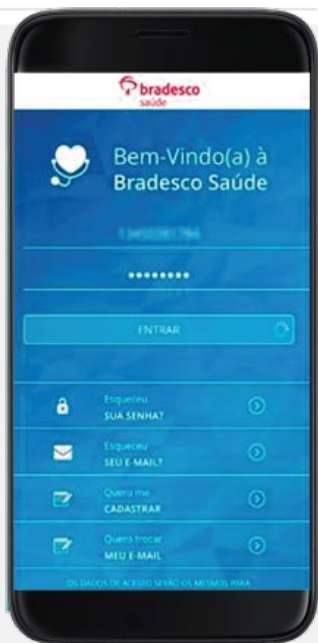 bradesco
saúde
Bem-Vindo(a) à
Bradesco Saúde
••••••••
ENTRAR
Esqueceu
SUA SENHA?
Esqueceu
SEU E-MAIL?
Quero me
CADASTRAR
Quero trocar
MEU E-MAIL
OS DADOS DE ACESSO SERÃO OS MESMOS PARA